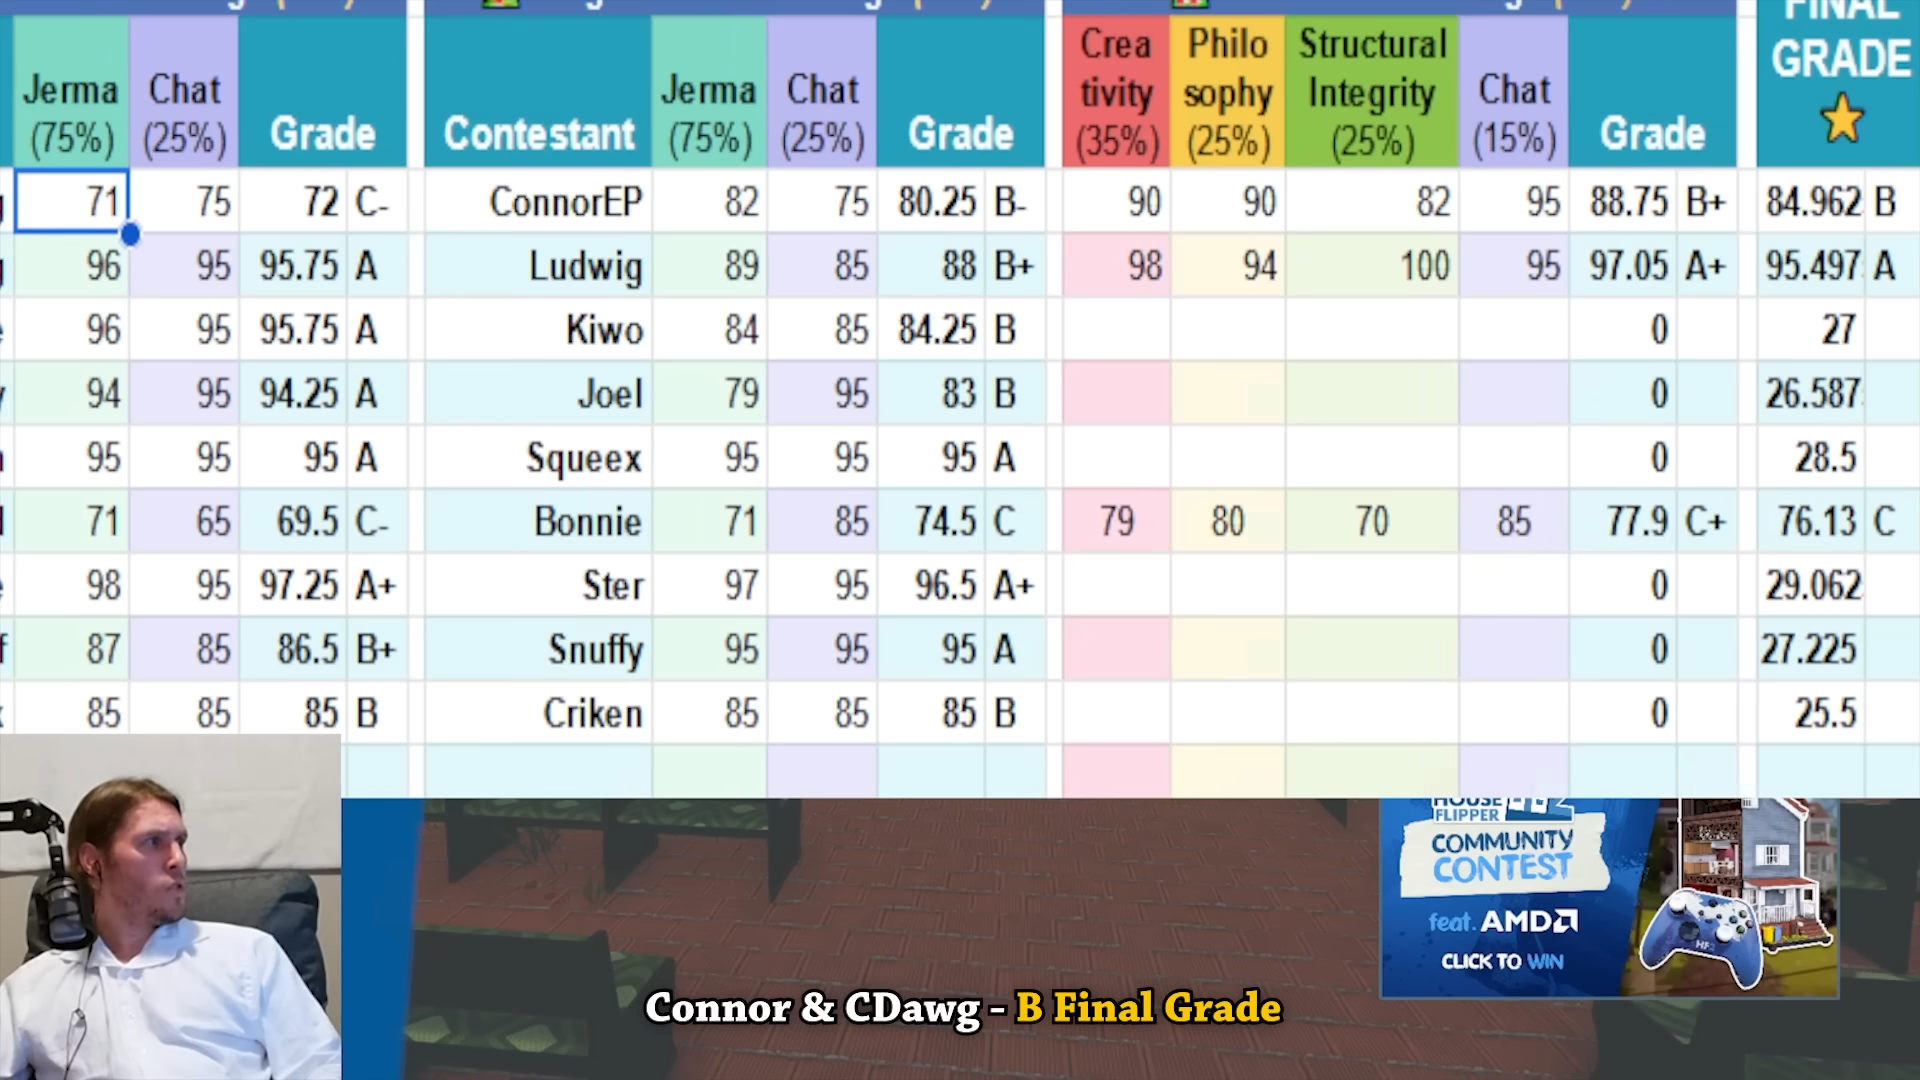 FINAL
GRADE
Jerma (75%) Chat (25%) Grade Contestant Jerma (75%) Chat (25%) Grade Creativity (35%) Philosophy (25%) Structural Integrity (25%) Chat (15%) Grade
71 75 72 C- ConnorEP 82 75 80.25 B- 90 90 82 95 88.75 B+ 84.962 B
96 95 95.75 A Ludwig 89 85 88 B+ 98 94 100 95 97.05 A+ 95.497 A
96 95 95.75 A Kiwo 84 85 84.25 B 0 27
94 95 94.25 A Joel 79 95 83 B 0 26.587
95 95 95 A Squeex 95 95 95 A 0 28.5
71 65 69.5 C- Bonnie 71 85 74.5 C 79 80 70 85 77.9 C+ 76.13 C
98 95 97.25 A+ Ster 97 95 96.5 A+ 0 29.062
87 85 86.5 B+ Snuffy 95 95 95 A 0 27.225
85 85 85 B Criken 85 85 85 B 0 25.5
HOUSE
FLIPPER 2
COMMUNITY
CONTEST
feat. AMD
CLICK TO WIN
HF2
Connor & CDawg - B Final Grade